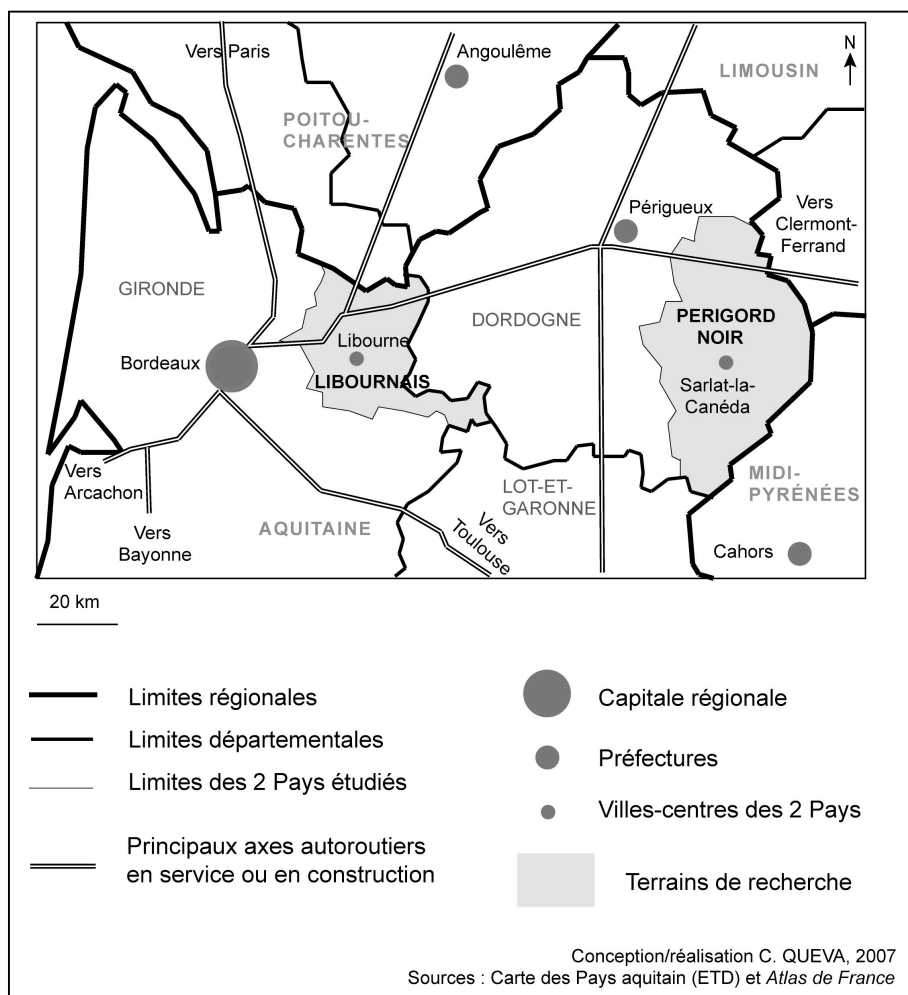 Vers Paris
Angoulême
N
LIMOUSIN
POITOU-
CHARENTES
Périgueux
Vers
Clermont-
Ferrand
GIRONDE
DORDOGNE
PERIGORD
NOIR
Libourne
Bordeaux
LIBOURNAIS
Sarlat-la-
Canéda
Vers
Arcachon
LOT-ET-
GARONNE
MIDI-
PYRÉNÉES
AQUITAINE
Vers
Toulouse
Vers
Bayonne
Cahors
20 km
Limites régionales
Limites départementales
Limites des 2 Pays étudiés
Principaux axes autoroutiers
en service ou en construction
Capitale régionale
Préfectures
Villes-centres des 2 Pays
Terrains de recherche
Conception/réalisation C. QUEVA, 2007
Sources : Carte des Pays aquitain (ETD) et Atlas de France